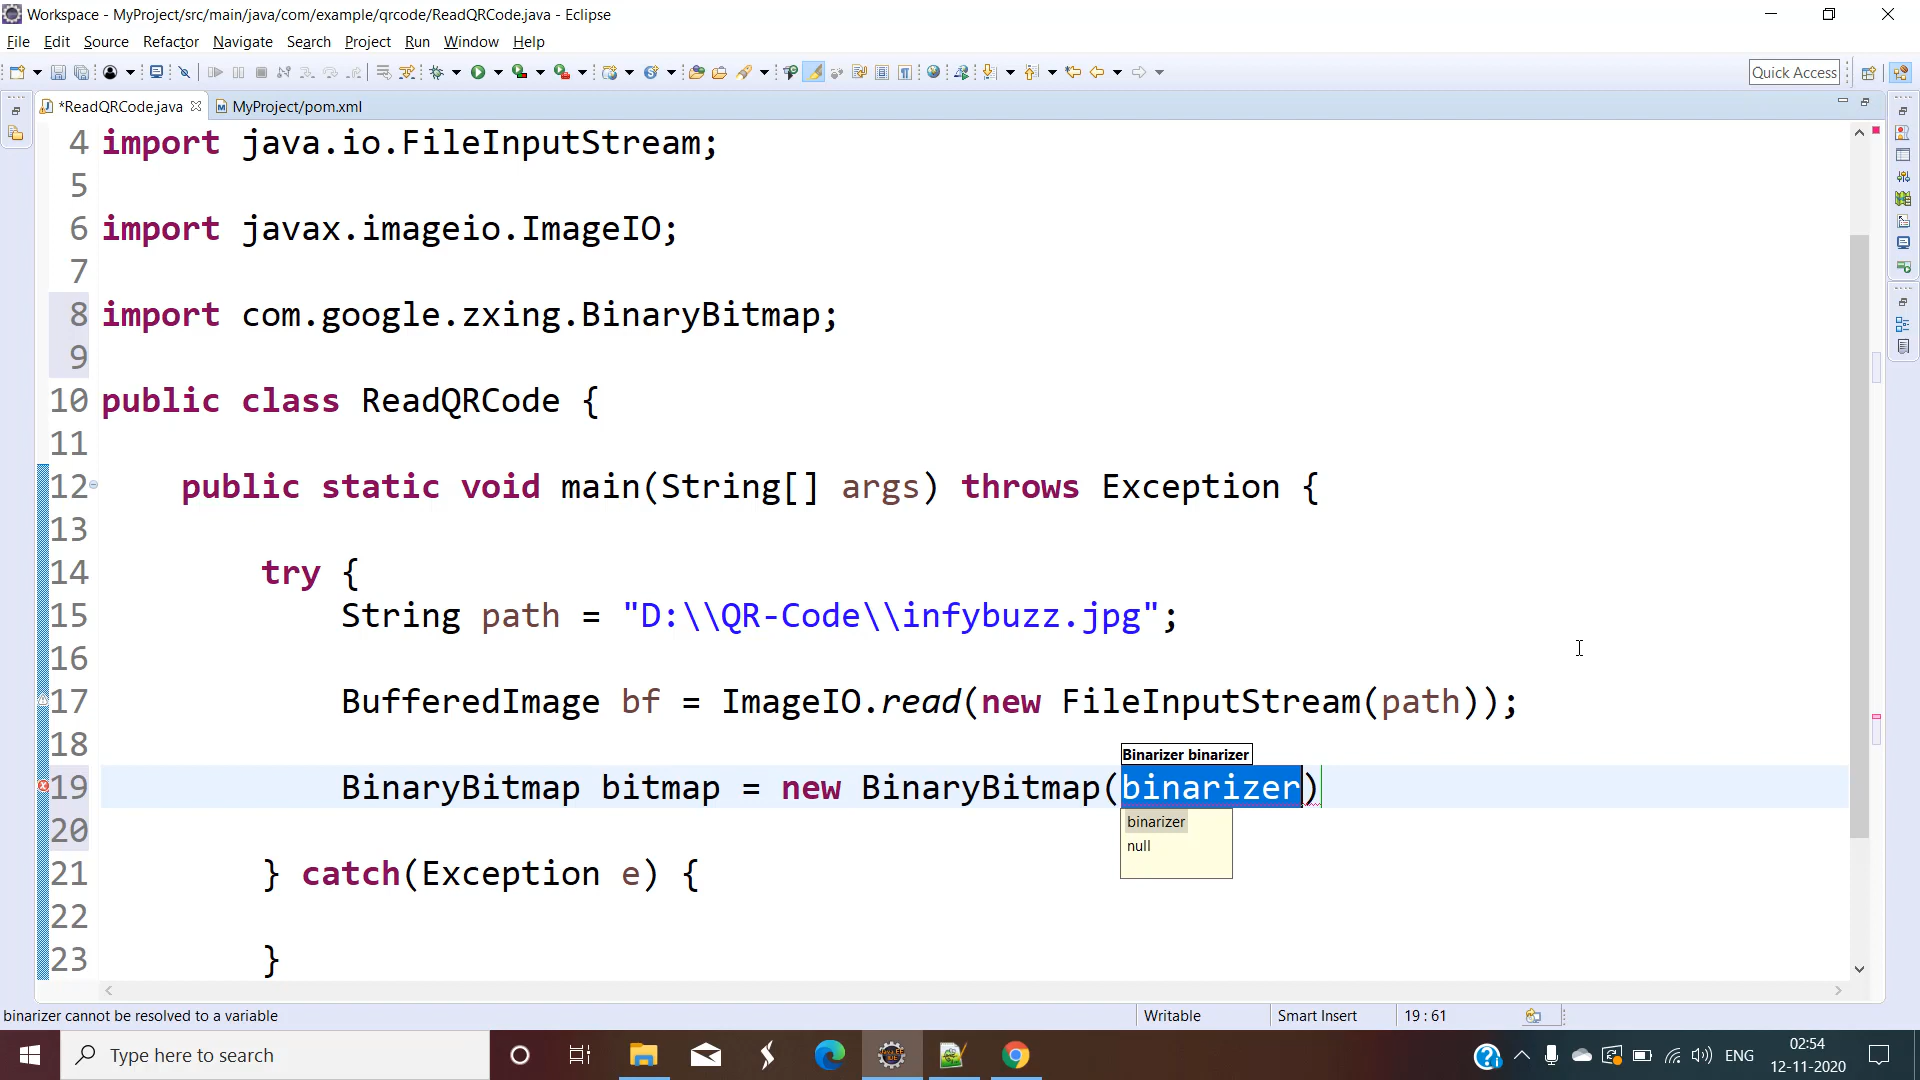 Workspace - MyProject/src/main/java/com/example/qrcode/ReadQRCode.java - Eclipse
File Edit Source Refactor Navigate Search Project Run Window Help
Quick Access
*ReadQRCode.java MyProject/pom.xml
4 import java.io.FileInputStream;
5
6 import javax.imageio.ImageIO;
7
8 import com.google.zxing.BinaryBitmap;
9
10 public class ReadQRCode {
11
12 public static void main(String[] args) throws Exception {
13
14 try {
15 String path = "D:\\QR-Code\\infybuzz.jpg";
16
17 BufferedImage bf = ImageIO.read(new FileInputStream(path));
18
Binarizer binarizer
19 BinaryBitmap bitmap = new BinaryBitmap(binarizer)
binarizer
20
null
21 } catch(Exception e) {
22
23 }
binarizer cannot be resolved to a variable Writable Smart Insert 19 : 61
Type here to search
ENG
02:54
12-11-2020